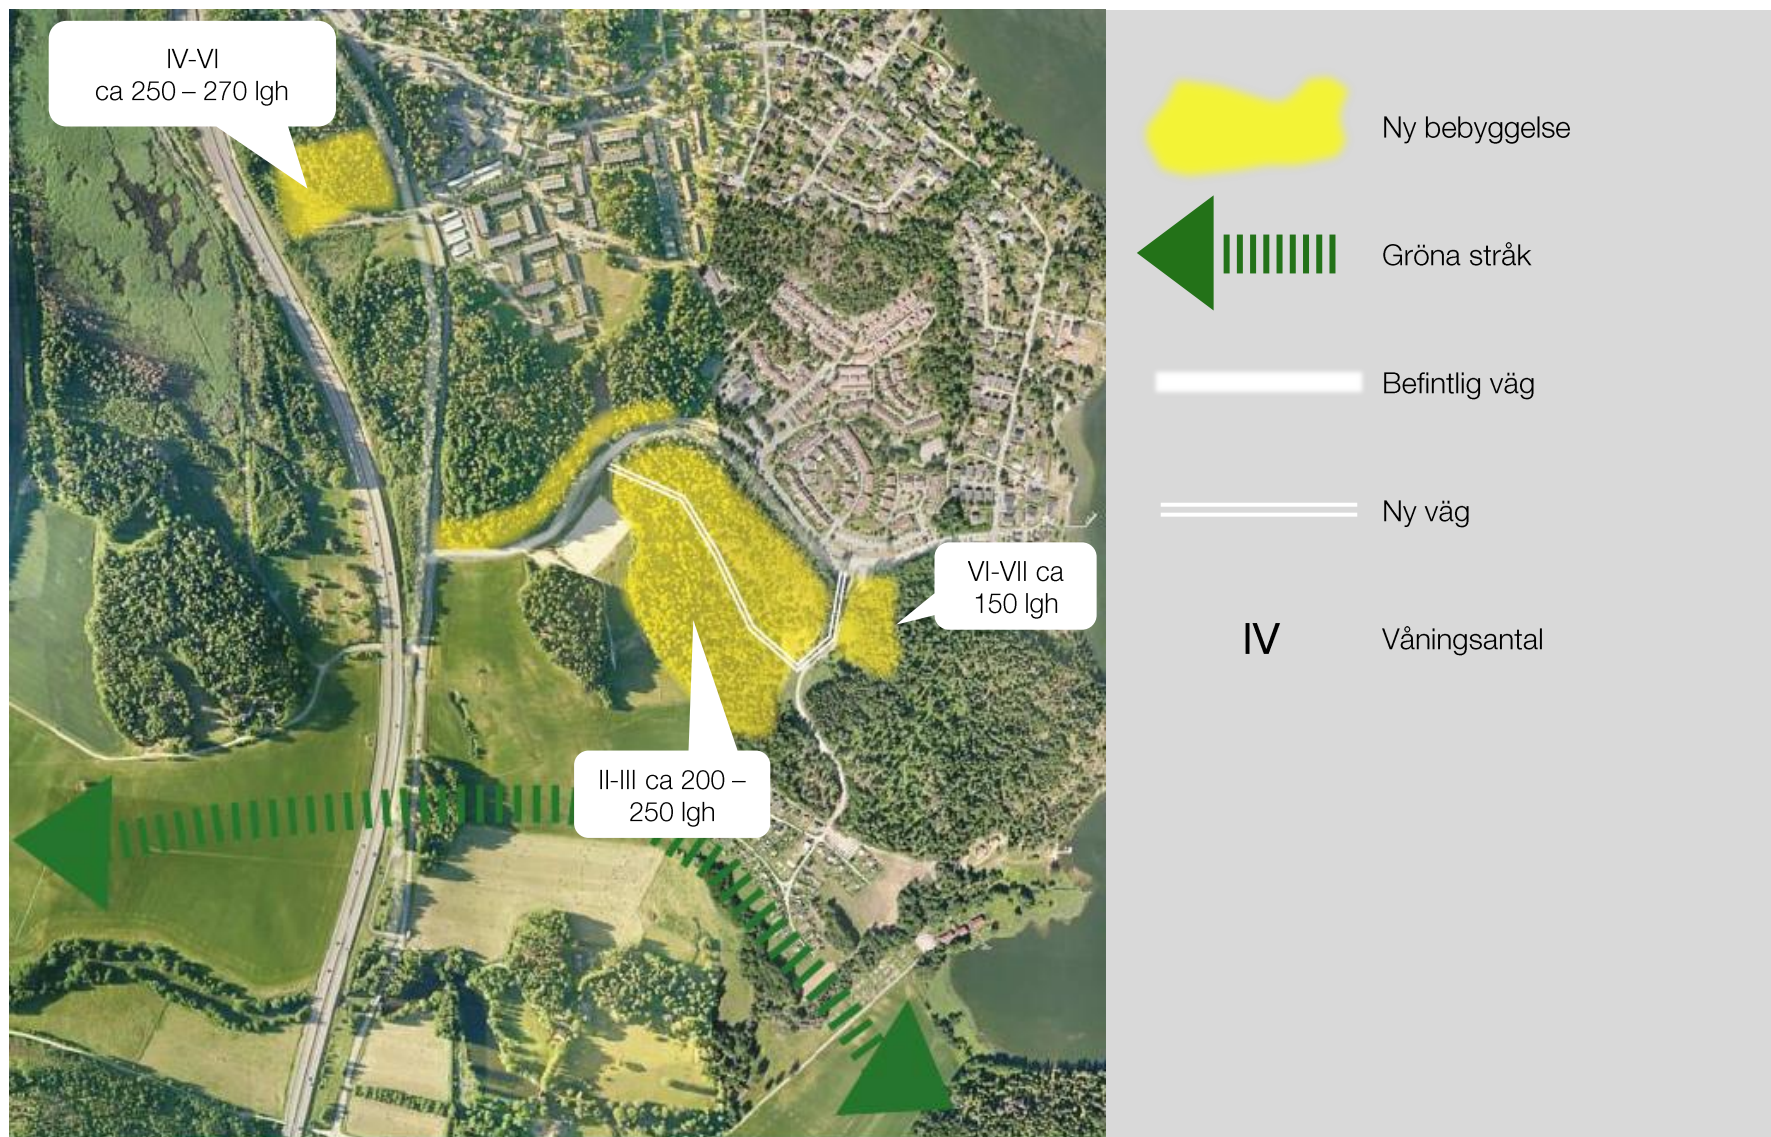 IV-VI
ca 250 – 270 lgh
VI-VII ca
150 lgh
II-III ca 200 –
250 lgh
Ny bebyggelse
Gröna stråk
Befintlig väg
Ny väg
IV Våningsantal